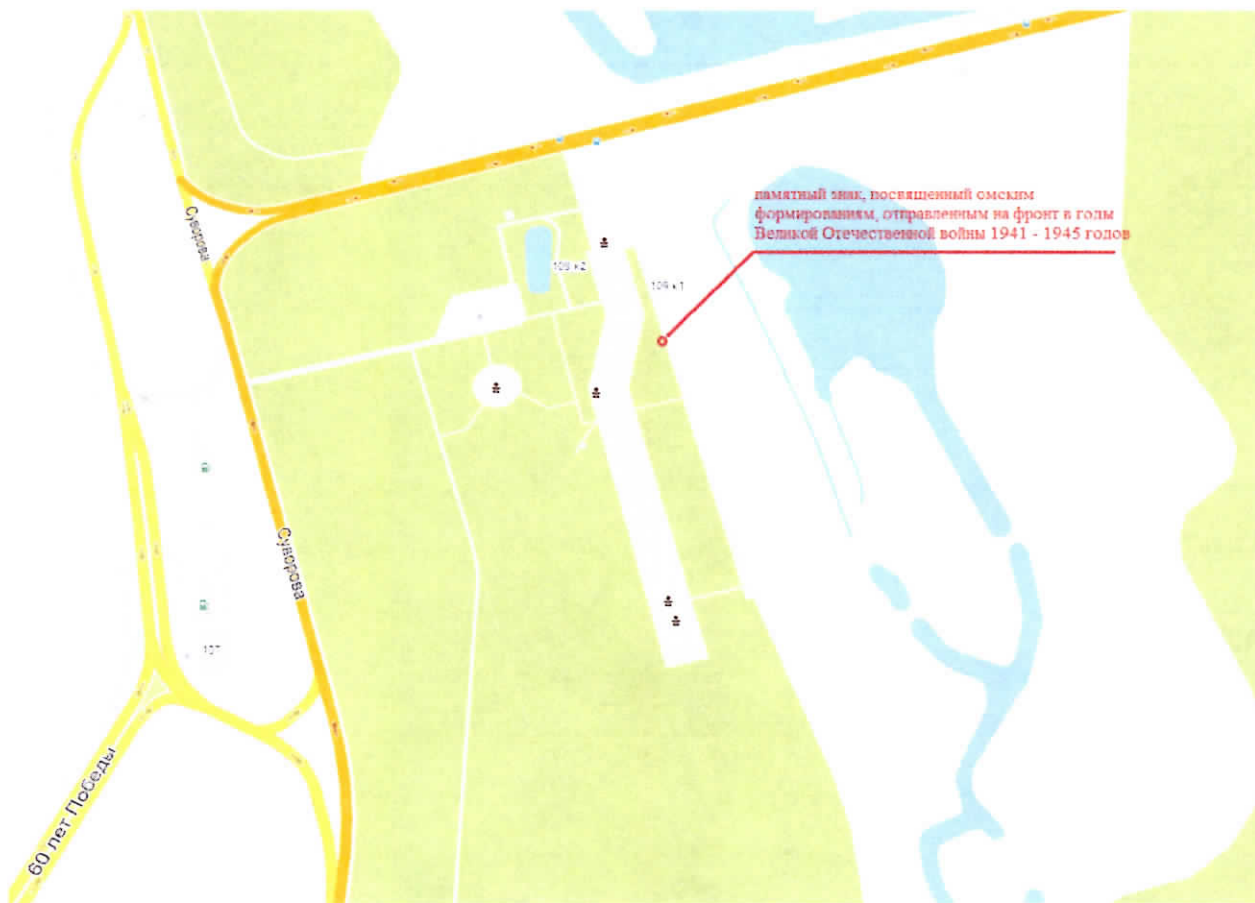 Суворова
памятный знак, посвященный омским
формированиям, отправленным на фронт в годы
Великой Отечественной войны 1941 - 1945 годов
109 к2
109 к1
Суворова
107
60 лет Победы